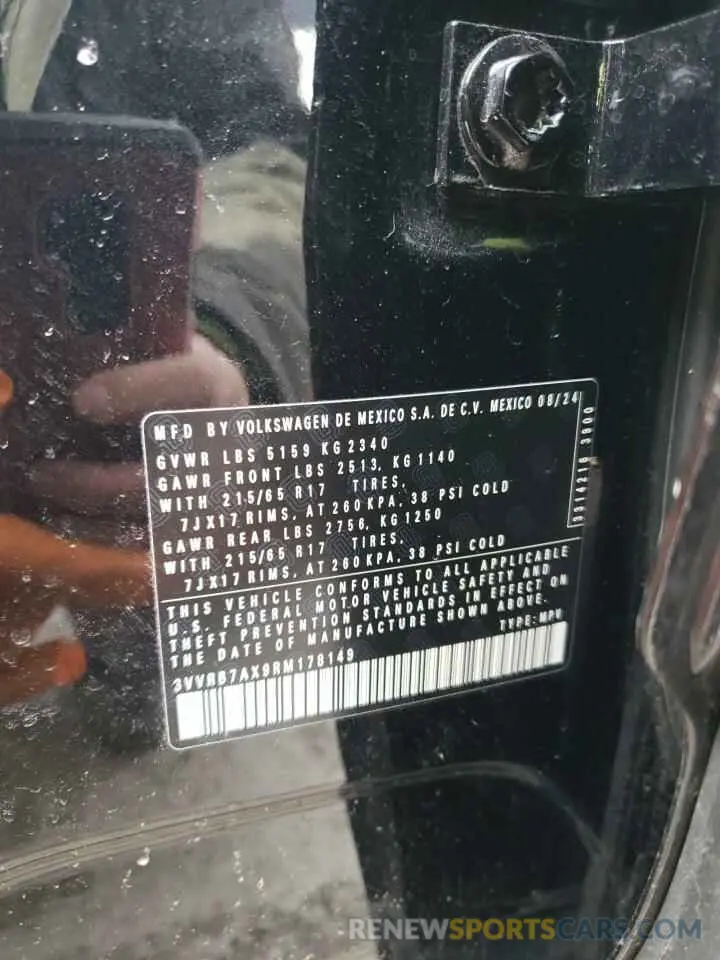 MFD BY VOLKSWAGEN DE MEXICO S.A. DE C.V. MEXICO 08/24
GVWR LBS 5159 KG 2340
GAWR FRONT LBS 2513, KG 1140
WITH 215/65 R17 TIRES,
7JX17 RIMS, AT 260 KPA, 38 PSI COLD
GAWR REAR LBS 2756, KG 1250
WITH 215/65 R17 TIRES,
7JX17 RIMS, AT 260 KPA, 38 PSI COLD
THIS VEHICLE CONFORMS TO ALL APPLICABLE
U.S. FEDERAL MOTOR VEHICLE SAFETY AND
THEFT PREVENTION STANDARDS IN EFFECT ON
THE DATE OF MANUFACTURE SHOWN ABOVE.
TYPE: MPV
3VVRB7AX9RM178149
RENEWSPORTSCARS.COM